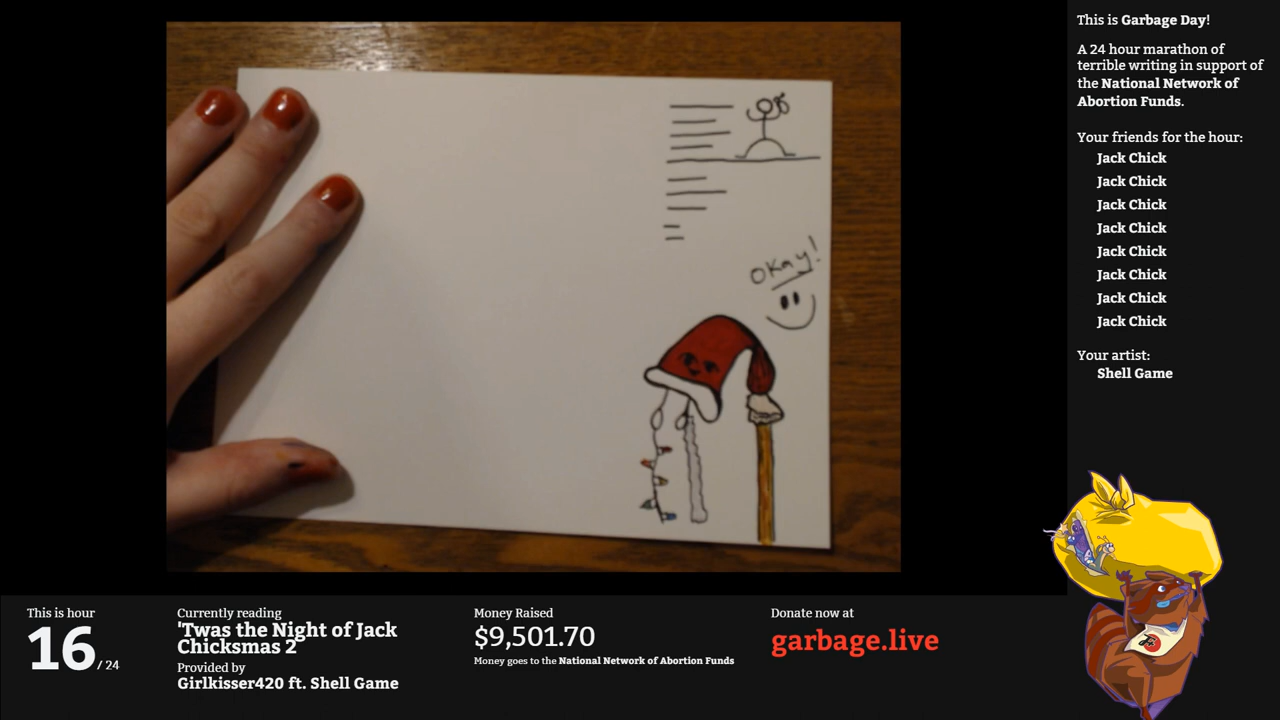 This is Garbage Day!
A 24 hour marathon of
terrible writing in support of
the National Network of
Abortion Funds.
Your friends for the hour:
Jack Chick
Jack Chick
Jack Chick
Jack Chick
Jack Chick
Jack Chick
Jack Chick
Jack Chick
Your artist:
Shell Game
OKay!
This is hour
16 / 24
Currently reading
'Twas the Night of Jack
Chicksmas 2
Provided by
Girlkisser420 ft. Shell Game
Money Raised
$9,501.70
Money goes to the National Network of Abortion Funds
Donate now at
garbage.live